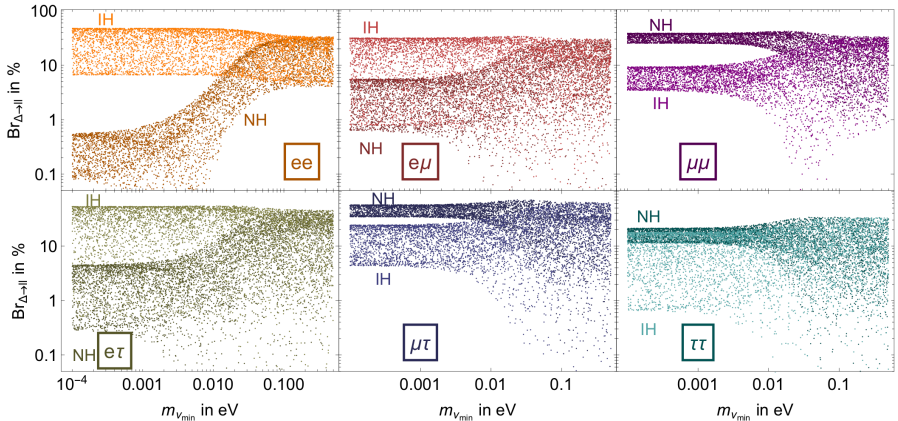 100
10
1
0.1
Br_{Δ→ll} in %
IH
NH
ee
IH
NH
eμ
NH
IH
μμ
10
1
0.1
Br_{Δ→ll} in %
IH
NH
eτ
NH
IH
μτ
NH
IH
ττ
10⁻⁴ 0.001 0.010 0.100
0.001 0.01 0.1
0.001 0.01 0.1
m_{ν_{min}} in eV
m_{ν_{min}} in eV
m_{ν_{min}} in eV